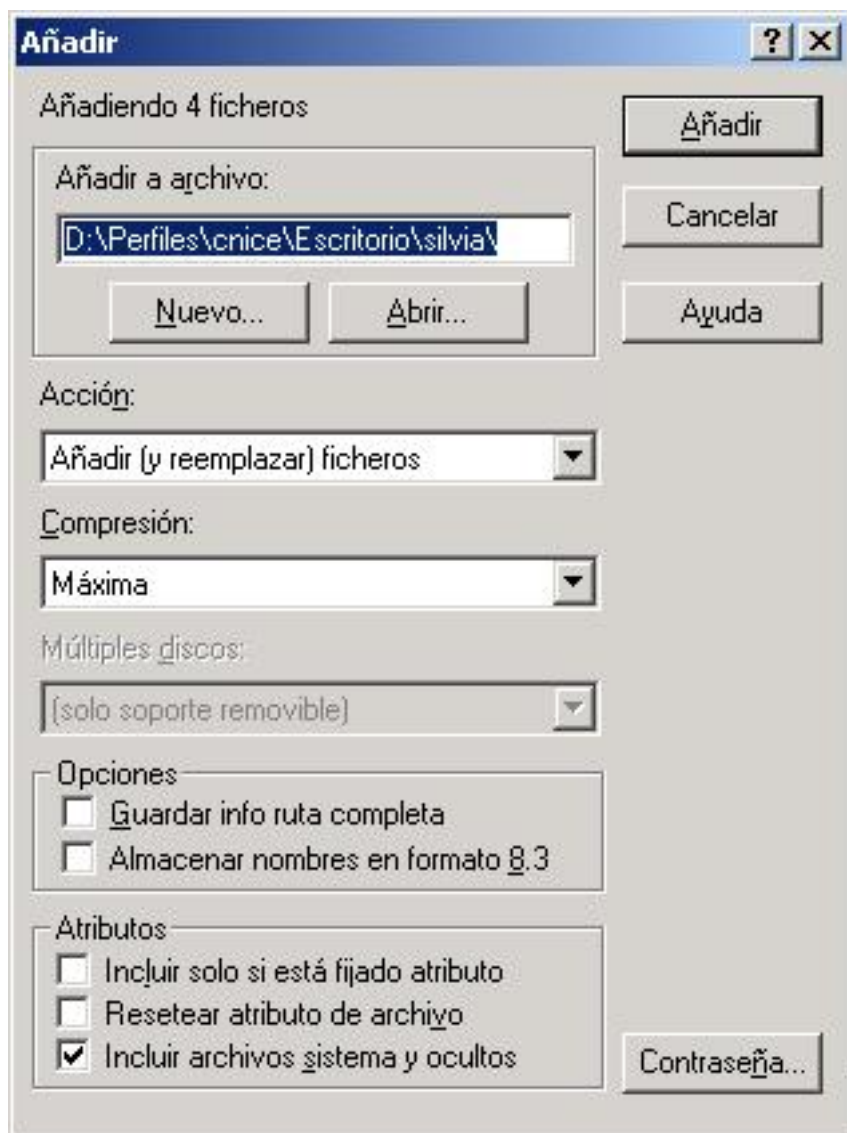 Añadir
Añadiendo 4 ficheros
Añadir
Añadir a archivo:
D:\Perfiles\cnice\Escritorio\silvia\
Cancelar
Nuevo...
Abrir...
Ayuda
Acción:
Añadir (y reemplazar) ficheros
Compresión:
Máxima
Múltiples discos:
(solo soporte removible)
Opciones
Guardar info ruta completa
Almacenar nombres en formato 8.3
Atributos
Incluir solo si está fijado atributo
Resetear atributo de archivo
Incluir archivos sistema y ocultos
Contraseña...